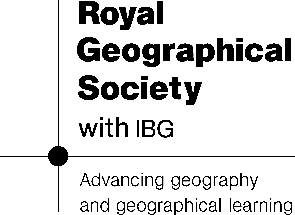 Royal
Geographical
Society
with IBG
Advancing geography
and geographical learning